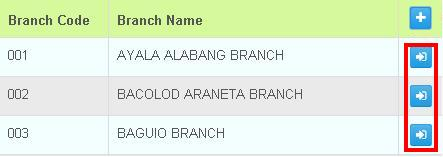 Branch Code Branch Name
001 AYALA ALABANG BRANCH
002 BACOLOD ARANETA BRANCH
003 BAGUIO BRANCH